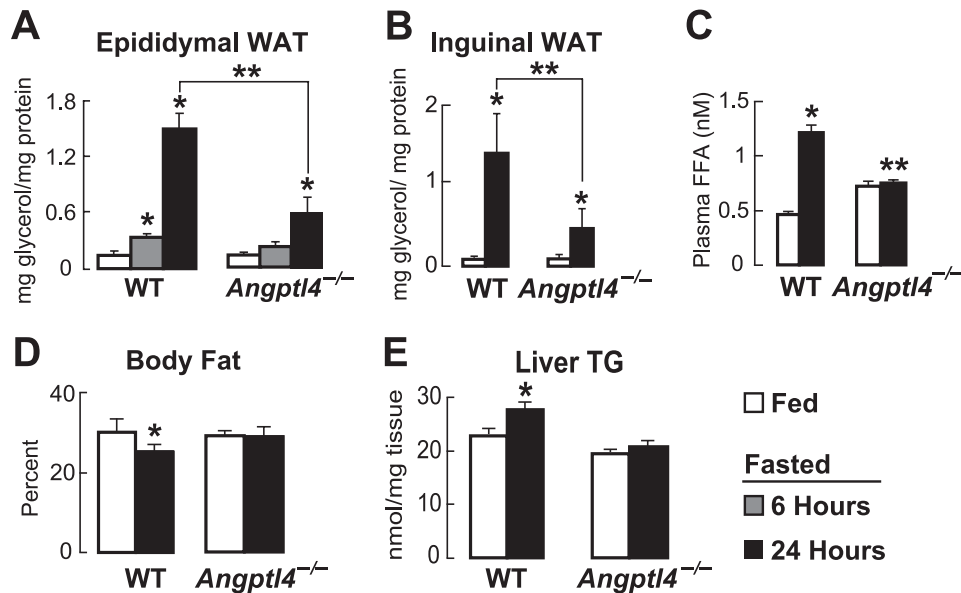 A
Epididymal WAT
mg glycerol/mg protein
1.8
1.2
0.6
0
*
*
**
*
WT
Angptl4–/–
B
Inguinal WAT
mg glycerol/ mg protein
2
1
0
*
**
*
WT
Angptl4–/–
C
Plasma FFA (nM)
1.5
1
0.5
0
*
**
WT
Angptl4–/–
D
Body Fat
Percent
40
20
0
*
WT
Angptl4–/–
E
Liver TG
nmol/mg tissue
30
20
10
0
*
WT
Angptl4–/–
Fed
Fasted
6 Hours
24 Hours